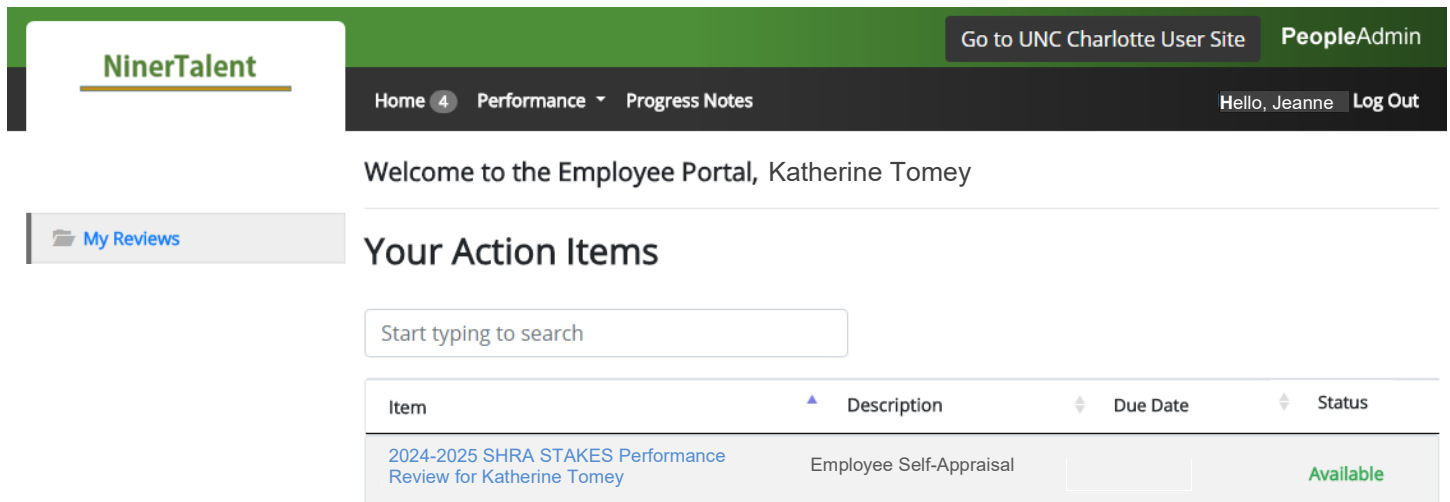 Go to UNC Charlotte User Site
PeopleAdmin
NinerTalent
Home 4 Performance Progress Notes
Hello, Jeanne Log Out
Welcome to the Employee Portal, Katherine Tomey
My Reviews
Your Action Items
Start typing to search
Item Description Due Date Status
2024-2025 SHRA STAKES Performance
Review for Katherine Tomey
Employee Self-Appraisal
Available